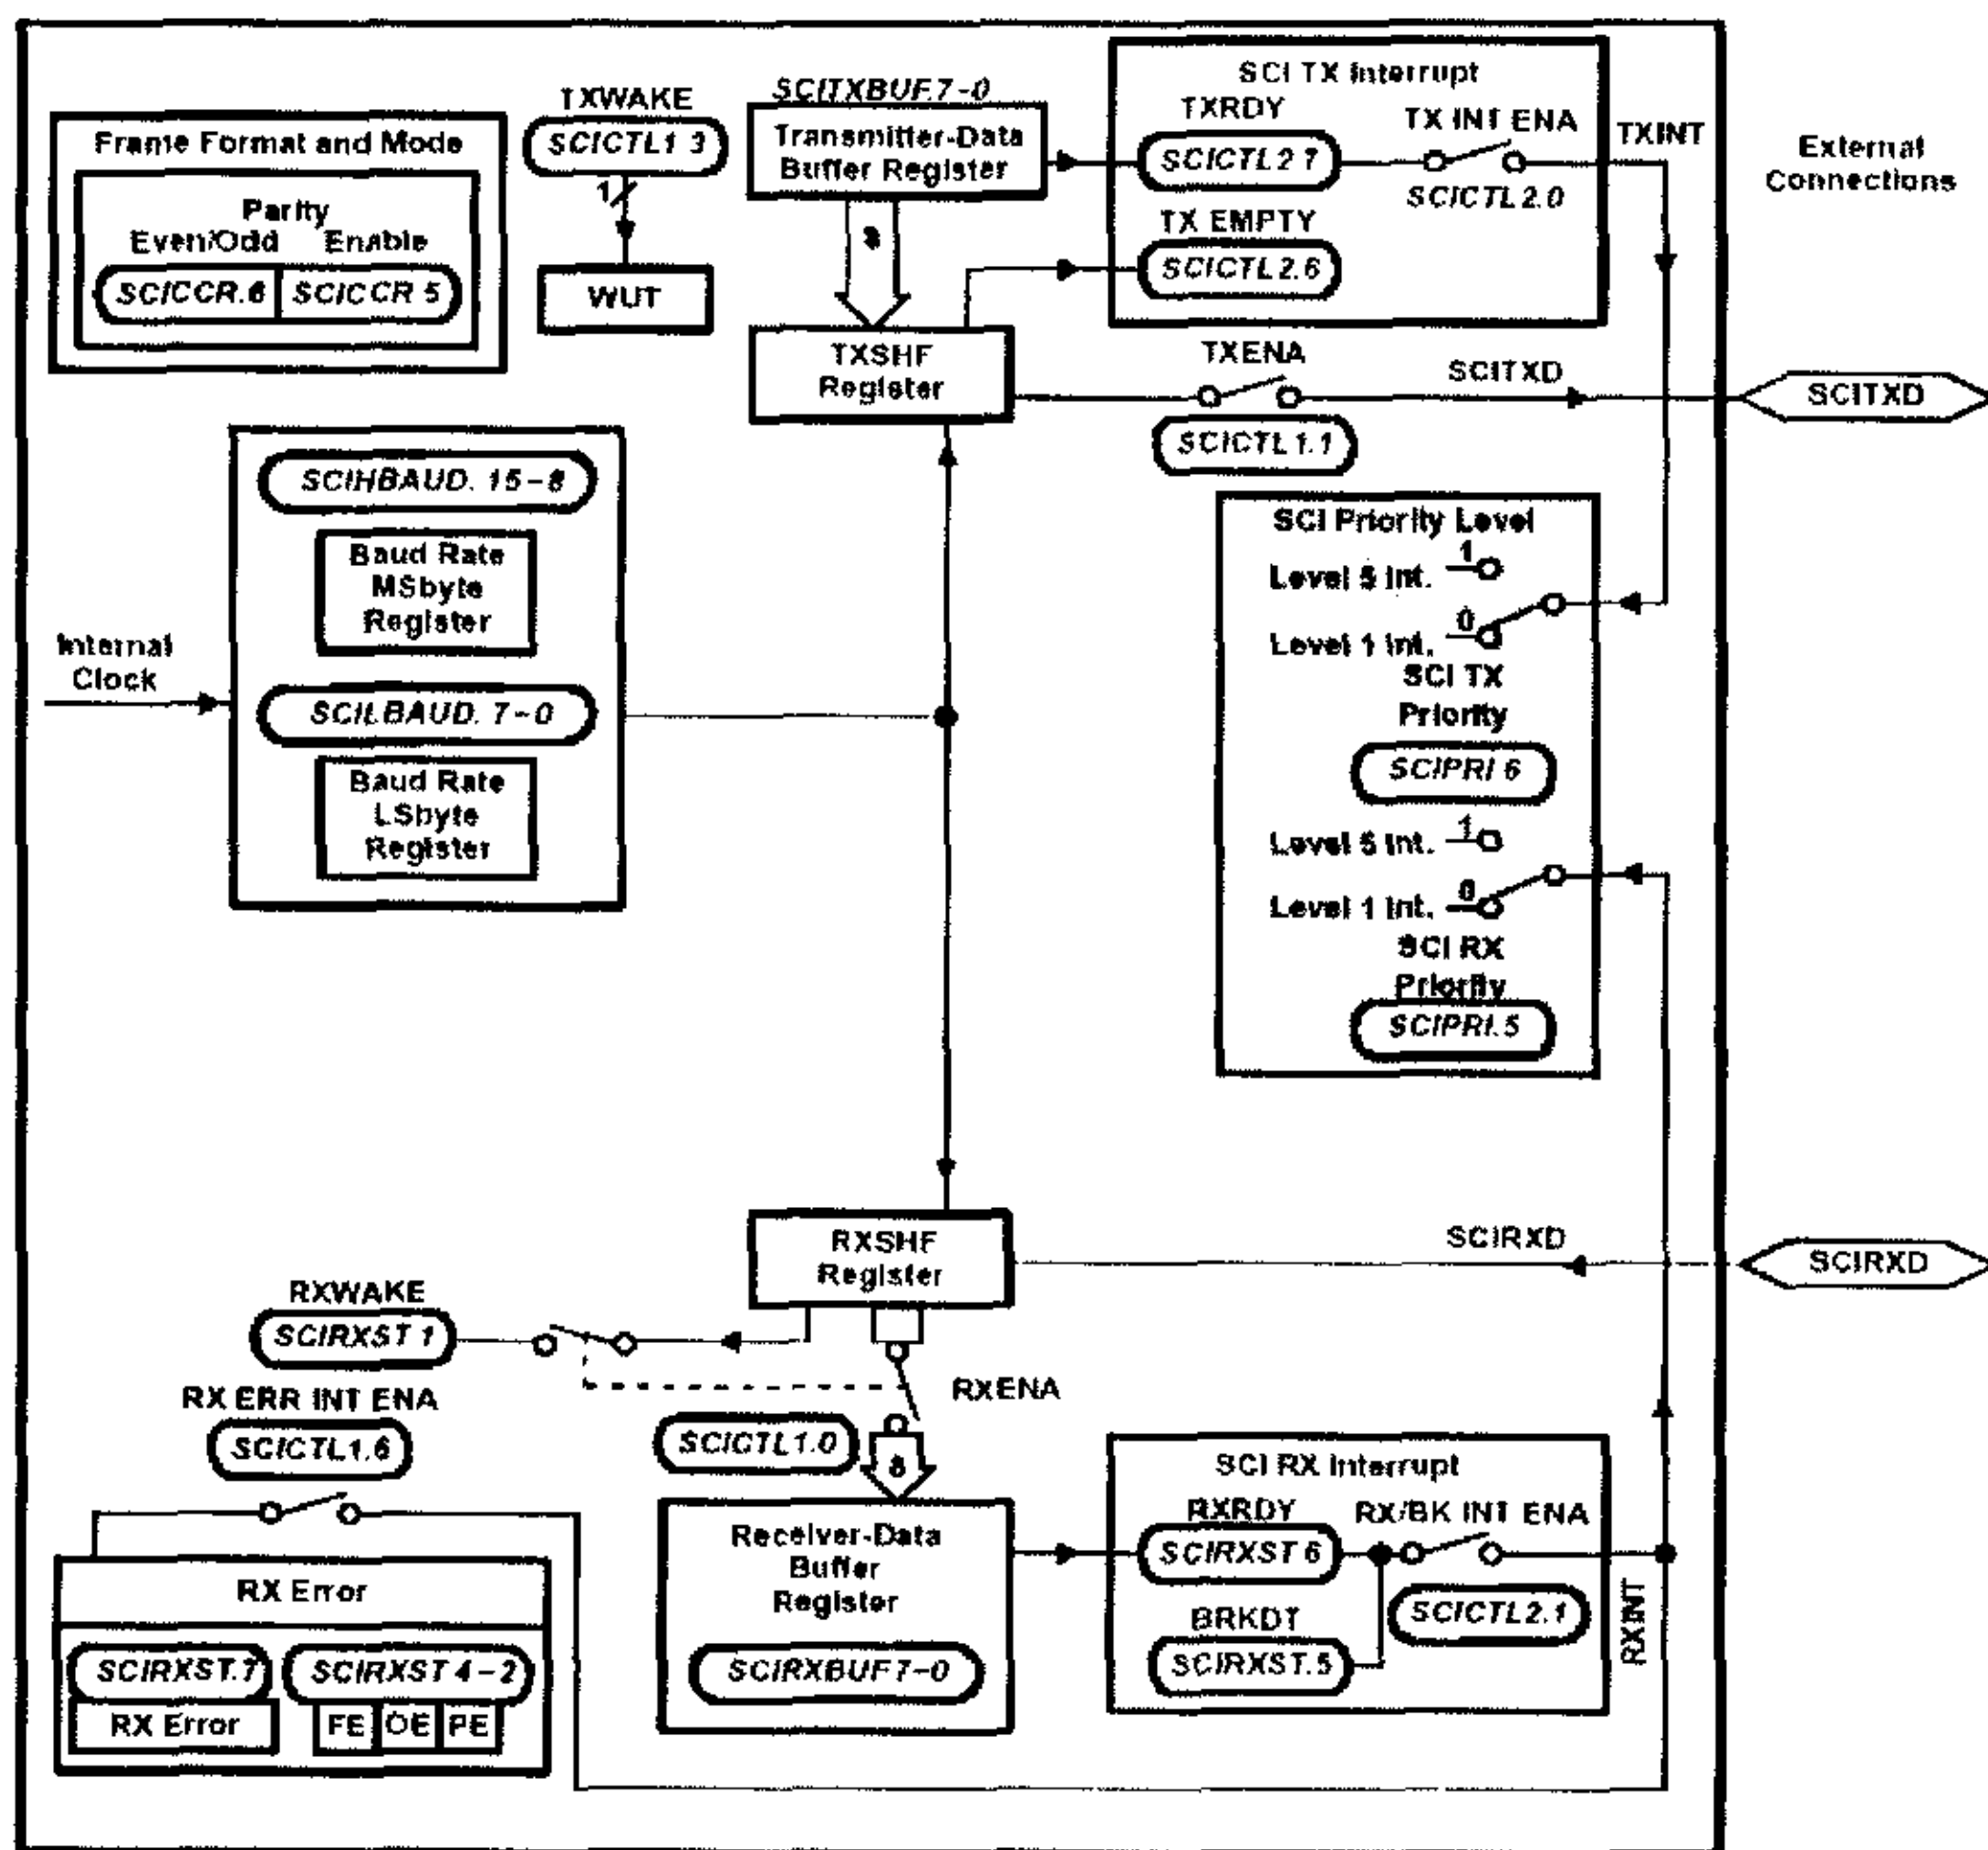 Frame Format and Mode
Parity
Even/Odd Enable
SCICCR.6 SCICCR 5
TXWAKE
SCICTL1 3
1
WUT
SCITXBUF.7-0
Transmitter-Data
Buffer Register
8
TXSHF
Register
SCI TX Interrupt
TXRDY
SCICTL2 7
TX INT ENA
SCICTL2.0
TX EMPTY
SCICTL2.6
TXINT
External
Connections
TXENA
SCICTL1.1
SCITXD
SCITXD
SCIHBAUD. 15-8
Baud Rate
MSbyte
Register
Internal
Clock
SCILBAUD. 7-0
Baud Rate
LSbyte
Register
SCI Priority Level
1
Level 5 Int.
0
Level 1 Int.
SCI TX
Priority
SCIPRI 6
1
Level 5 Int.
0
Level 1 Int.
SCI RX
Priority
SCIPRI.5
RXSHF
Register
SCIRXD
SCIRXD
RXWAKE
SCIRXST 1
RXENA
SCICTL1.0
8
RX ERR INT ENA
SCICTL1.6
RX Error
SCIRXST.7 SCIRXST 4-2
RX Error FE OE PE
Receiver-Data
Buffer
Register
SCIRXBUF7-0
SCI RX Interrupt
RXRDY
SCIRXST 6
RX/BK INT ENA
SCICTL2.1
BRKDT
SCIRXST.5
RXINT